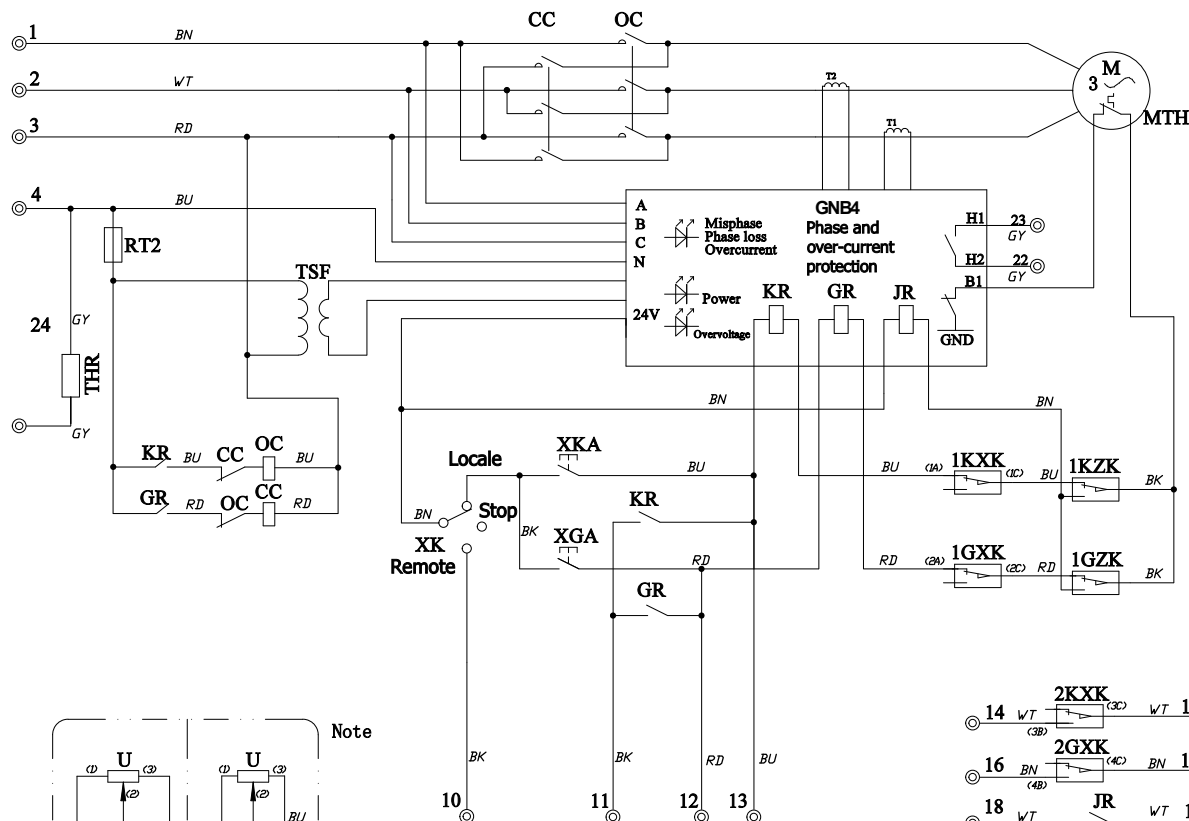 CC OC
1 BN
2 WT
3 RD
4 BU
M
3
MTH
T2
T1
RT2
TSF
24
GY
THR
GY
A
B
C
N
24V
Misphase
Phase loss
Overcurrent
Power
Overvoltage
GNB4
Phase and
over-current
protection
KR GR JR
H1 23
GY
H2 22
GY
B1
GND
BN BN
KR BU CC OC BU
GR RD OC CC RD
Locale
XKA BU
BN
Stop
BK
XK
Remote
KR
XGA
RD
GR
BU (1A) 1KXK (1C) BU 1KZK BK
RD (2A) 1GXK (2C) RD 1GZK BK
Note
U
(1) (3)
(2)
U
(1) (3)
(2)
BU
BK BK RD BU
10 11 12 13
2KXK
14 WT (3C) WT 1
(3B)
2GXK
16 BN (4C) BN 1
(4B)
JR
18 WT WT 1